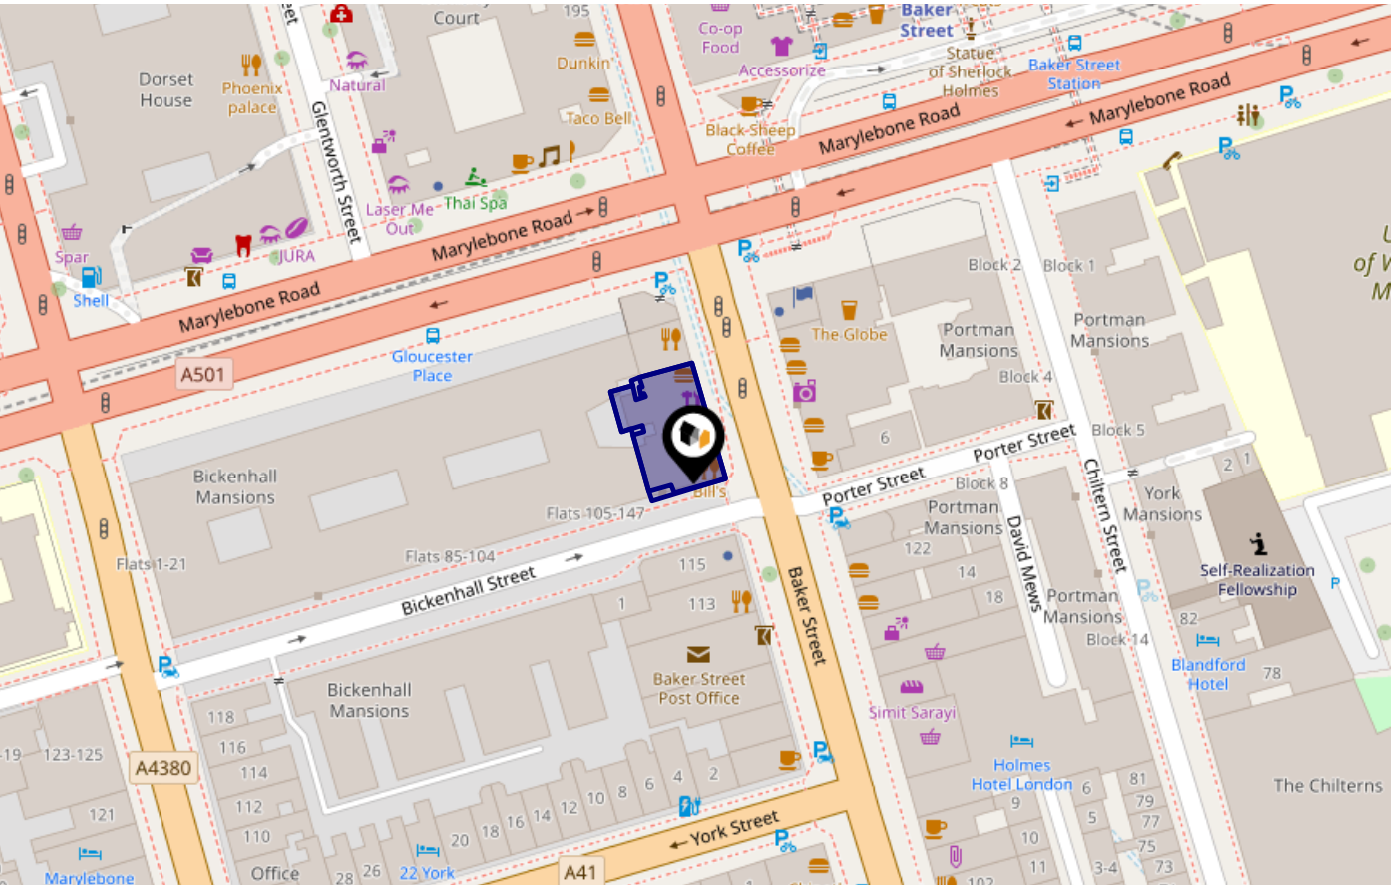 Court
195
Dunkin'
Taco Bell
Dorset
House
Phoenix
palace
Natural
Glentworth Street
Laser Me
Out
Thai Spa
Spar
JURA
Shell
Co-op
Food
Accessorize
Baker
Street
Statue
of Sherlock
Holmes
Baker Street
Station
Black Sheep
Coffee
Marylebone Road
Marylebone Road
Marylebone Road
Marylebone Road
A501
Gloucester
Place
The Globe
Block 2
Block 1
Portman
Mansions
Portman
Mansions
Block 4
6
Block 5
Porter Street
Porter Street
Block 8
Portman
Mansions
David Mews
Chiltern Street
York
Mansions
2
1
Self-Realization
Fellowship
Bickenhall
Mansions
Flats 105-147
Flats 85-104
Flats 1-21
Bill's
Bickenhall Street
115
113
1
Baker Street
122
14
18
Portman
Mansions
Block 14
82
Blandford
Hotel
78
Baker Street
Post Office
Bickenhall
Mansions
118
116
114
112
110
Office
123-125
-19
121
A4380
Marylebone
28
26
22 York
20
18
16
14
12
10
8
6
4
2
York Street
A41
Simit Sarayi
Holmes
Hotel London
9
10
11
102
6
5
3-4
81
79
77
75
73
The Chilterns
U
of W
M
P